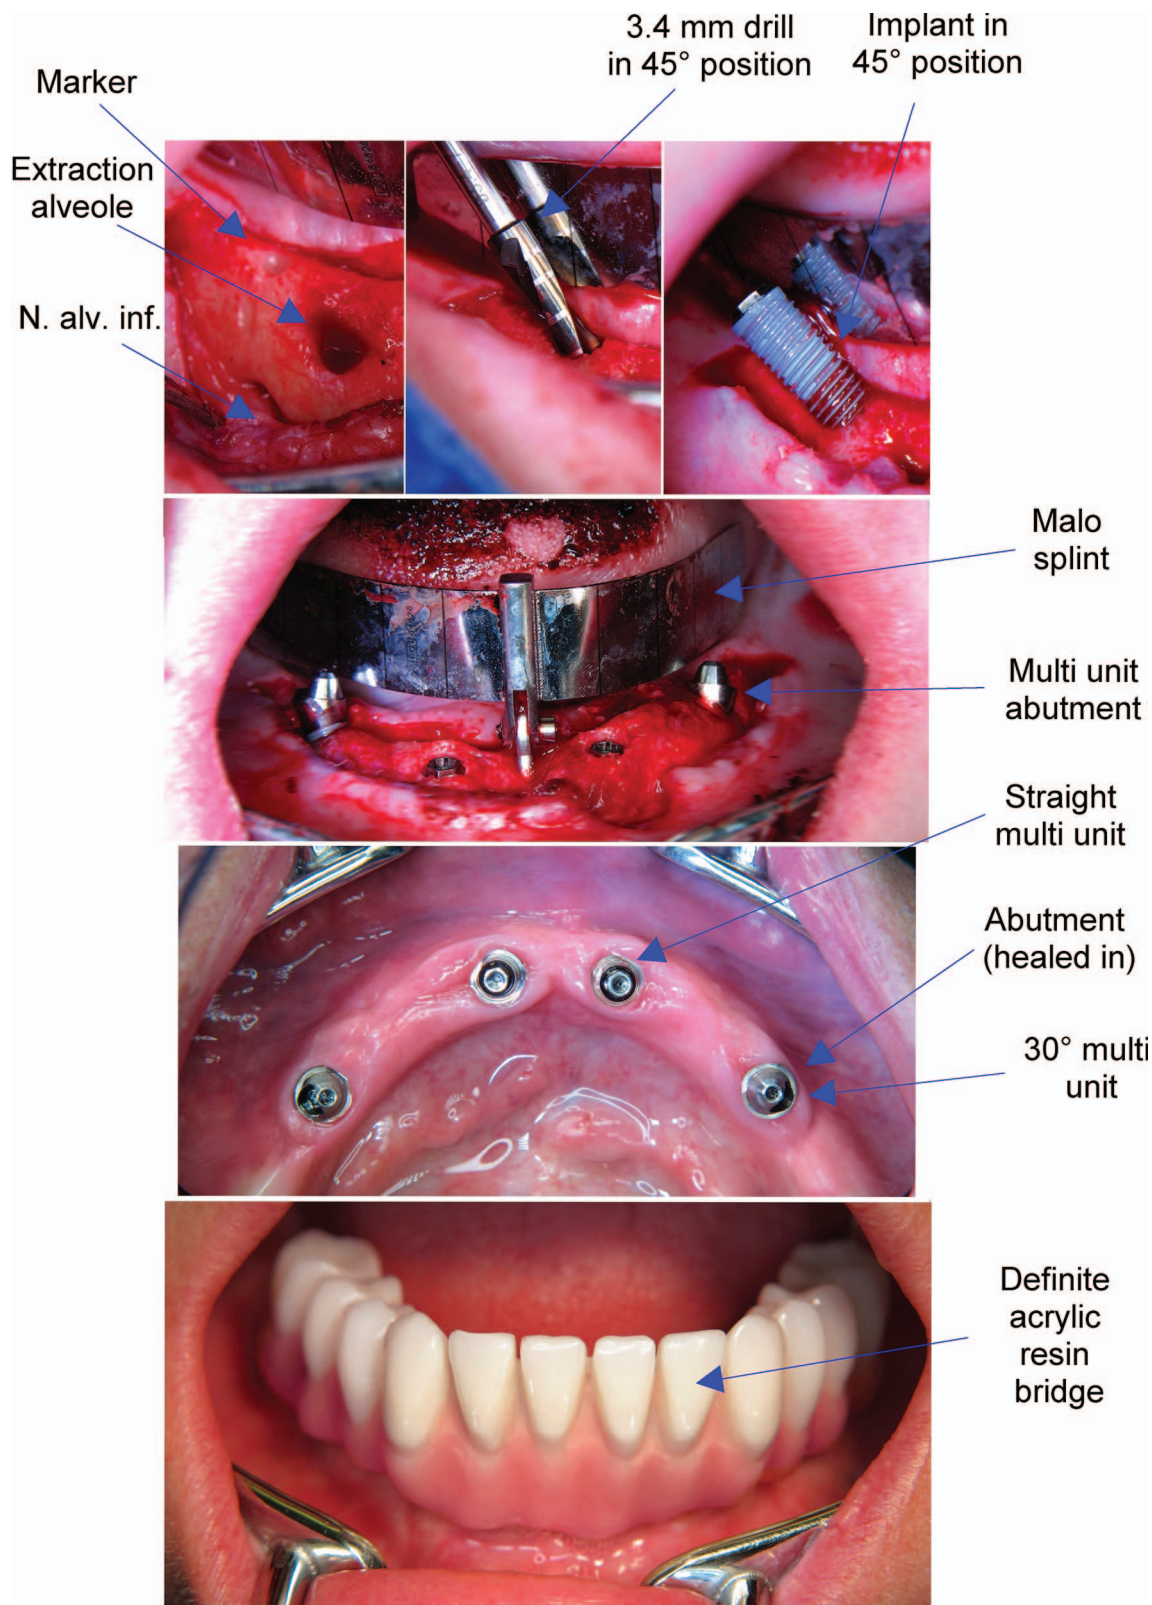 3.4 mm drill
in 45° position
Implant in
45° position
Marker
Extraction
alveole
N. alv. inf.
Malo
splint
Multi unit
abutment
Straight
multi unit
Abutment
(healed in)
30° multi
unit
Definite
acrylic
resin
bridge